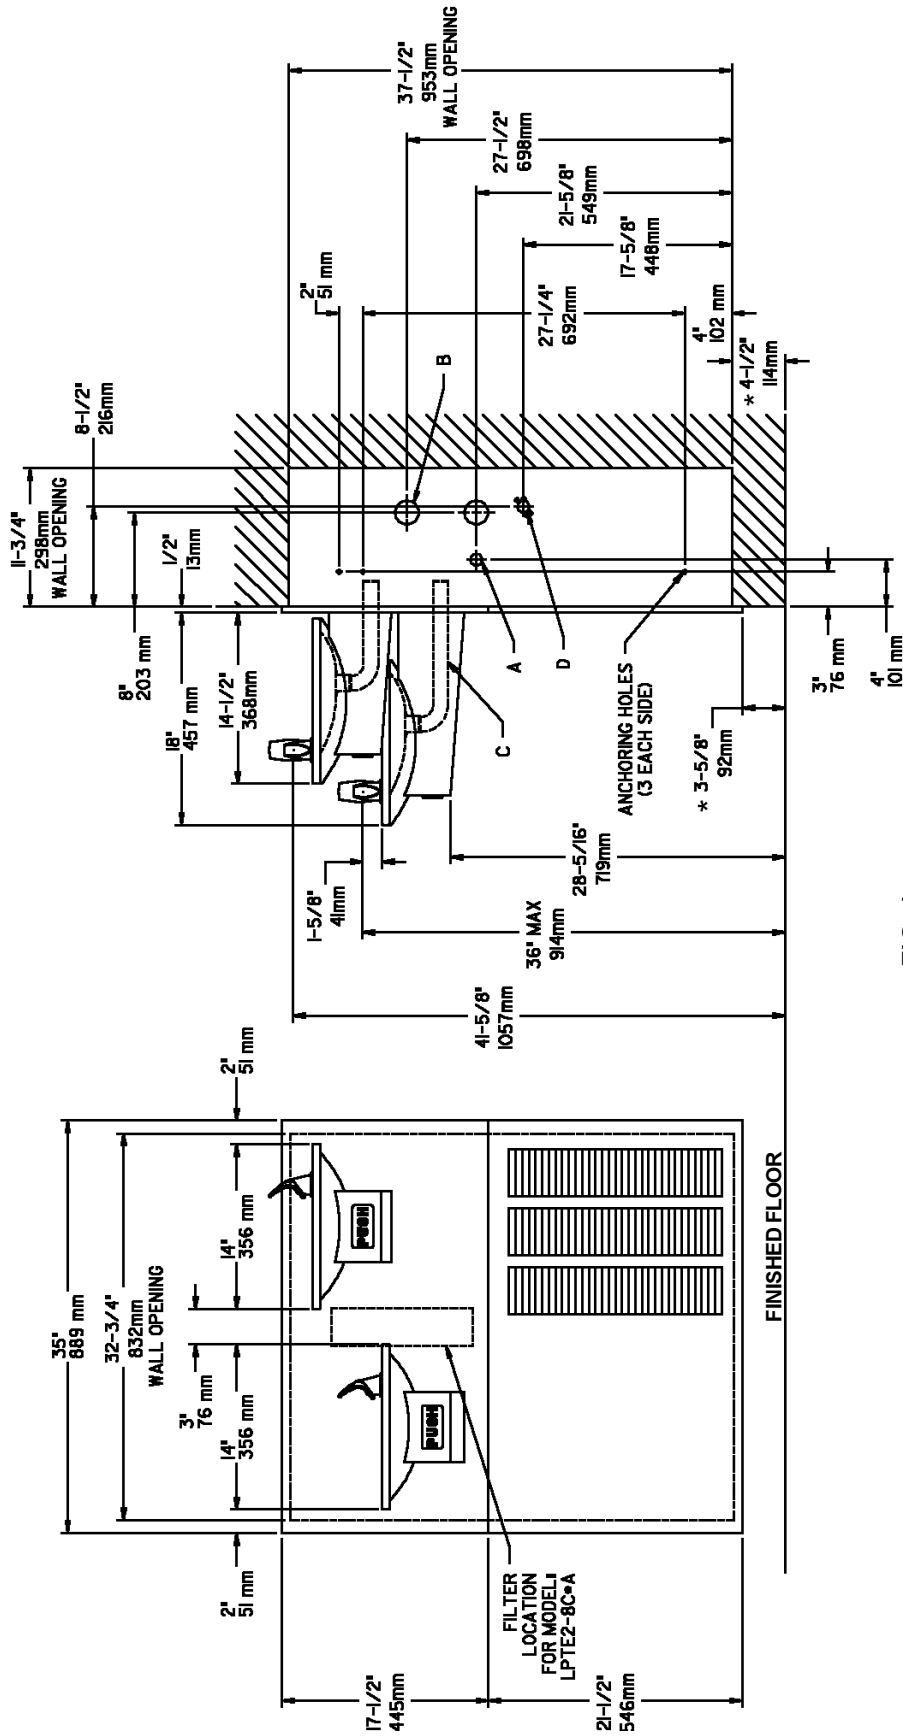 35"
889 mm
32-3/4"
832mm
WALL OPENING
3"
76 mm
14"
356 mm
14"
356 mm
2"
51 mm
2"
51 mm
17-1/2"
445mm
21-1/2"
546mm
FILTER
LOCATION
FOR MODEL:
LPTE2-8C*A
PUSH
PUSH
FINISHED FLOOR
41-5/8"
1057mm
36" MAX
914mm
28-5/16"
719mm
1-5/8"
41mm
18"
457 mm
14-1/2"
368mm
8"
203 mm
1/2"
13mm
11-3/4"
298mm
WALL OPENING
8-1/2"
216mm
2"
51 mm
37-1/2"
953mm
WALL OPENING
27-1/2"
698mm
21-5/8"
549mm
17-5/8"
448mm
27-1/4"
692mm
4"
102 mm
* 4-1/2"
114mm
B
A
D
C
ANCHORING HOLES
(3 EACH SIDE)
* 3-5/8"
92mm
3"
76 mm
4"
101 mm